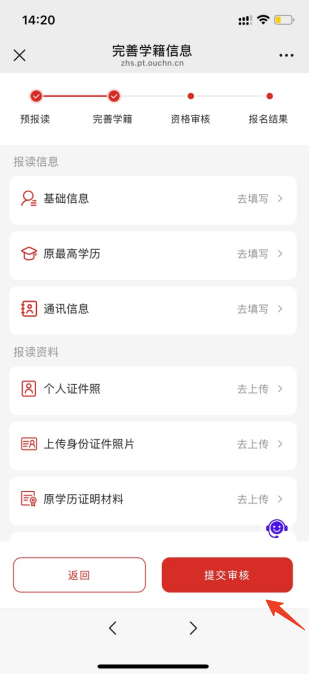 14:20
完善学籍信息
zhs.pt.ouchn.cn
预报读 完善学籍 资格审核 报名结果
报读信息
基础信息 去填写
原最高学历 去填写
通讯信息 去填写
报读资料
个人证件照 去上传
上传身份证件照片 去上传
原学历证明材料 去上传
返回 提交审核